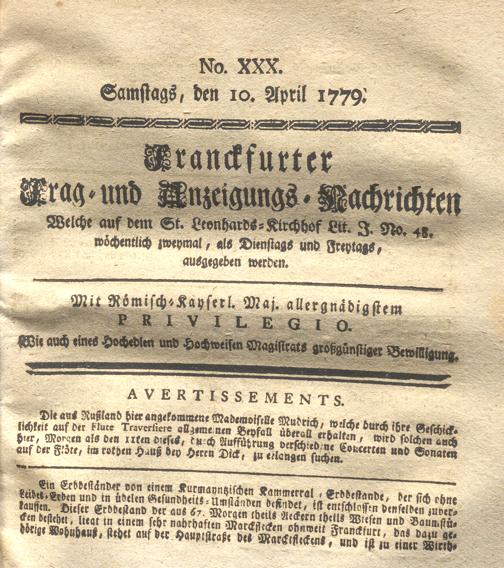 No. XXX.
Samstags, den 10. April 1779.
Franckfurter
Frag-und Anzeigungs-Nachrichten
Welche auf dem St. Leonhards-Kirchhof Lit. J. No. 48.
wöchentlich zweymal, als Dienstags und Freytags,
ausgegeben werden.
Mit Römisch-Kayserl. Maj. allergnädigstem
PRIVILEGIO.
Wie auch eines Hochedlen und Hochweisen Magistrats großgünstiger Bewilligung.
AVERTISSEMENTS.
Die aus Rußland hier angekommene Mademoiselle Mudrich, welche durch ihre Geschick-
lichkeit auf der Flute Traversiere allgemeinen Beyfall überall erhalten, wird solchen auch
hier, Morgen als den 11ten dieses, durch Aufführung verschiedene Concerten und Sonaten
auf der Flöte, im rothen Hauß bey Herrn Dick, zu erlangen suchen.
Ein Erbbeständer von einem Kurmayntzischen Kammeral-Erbbestande, der sich ohne
Leibes-Erben und in übelen Gesundheits-Umständen befindet, ist entschlossen denselben zuver-
kauffen. Dieser Erbbestand der aus 67. Morgen theils Aeckern theils Wiesen und Baumstü-
cken bestehet, liegt in einem sehr nahrhaften Marckflecken ohnweit Franckfurt, das dazu ge-
hörige Wohnhauß, stehet auf der Hauptstraße des Marcktfleckens, und ist zu einer Wirth-